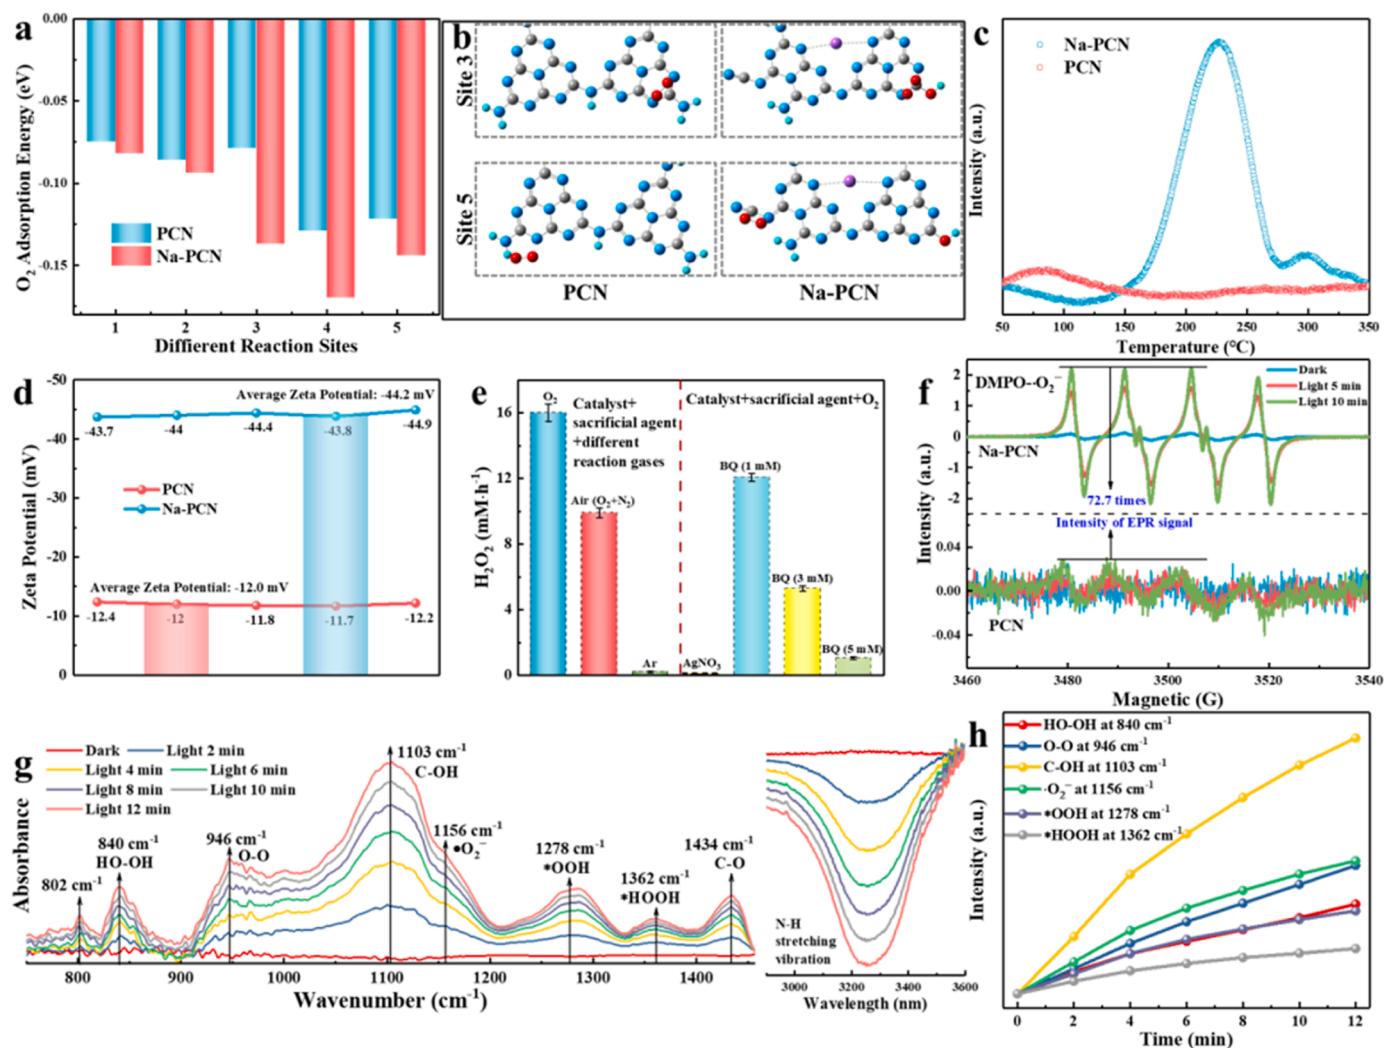 a
0.00
-0.05
-0.10
-0.15
O₂ Adsorption Energy (eV)
PCN
Na-PCN
1 2 3 4 5
Diffierent Reaction Sites
b
Site 3
Site 5
PCN
Na-PCN
c
Na-PCN
PCN
Intensity (a.u.)
50 100 150 200 250 300 350
Temperature (°C)
d
-50
-40
-30
-20
-10
0
Zeta Potential (mV)
Average Zeta Potential: -44.2 mV
-43.7 -44 -44.4 -43.8 -44.9
PCN
Na-PCN
Average Zeta Potential: -12.0 mV
-12.4 -12 -11.8 -11.7 -12.2
e
16
12
8
4
0
H₂O₂ (mM·h⁻¹)
O₂
Catalyst+
sacrificial agent
+different
reaction gases
Air (O₂+N₂)
Ar
Catalyst+sacrificial agent+O₂
AgNO₃
BQ (1 mM)
BQ (3 mM)
BQ (5 mM)
f
DMPO-·O₂⁻
Dark
Light 5 min
Light 10 min
2
1
0
-1
-2
0.04
0.00
-0.04
Intensity (a.u.)
Na-PCN
72.7 times
Intensity of EPR signal
PCN
3460 3480 3500 3520 3540
Magnetic (G)
g
Dark
Light 2 min
Light 4 min
Light 6 min
Light 8 min
Light 10 min
Light 12 min
Absorbance
802 cm⁻¹
840 cm⁻¹
HO-OH
946 cm⁻¹
O-O
1103 cm⁻¹
C-OH
1156 cm⁻¹
•O₂⁻
1278 cm⁻¹
*OOH
1362 cm⁻¹
*HOOH
1434 cm⁻¹
C-O
800 900 1000 1100 1200 1300 1400
Wavenumber (cm⁻¹)
N-H
stretching
vibration
3000 3200 3400 3600
Wavelength (nm)
h
HO-OH at 840 cm⁻¹
O-O at 946 cm⁻¹
C-OH at 1103 cm⁻¹
·O₂⁻ at 1156 cm⁻¹
*OOH at 1278 cm⁻¹
*HOOH at 1362 cm⁻¹
Intensity (a.u.)
0 2 4 6 8 10 12
Time (min)